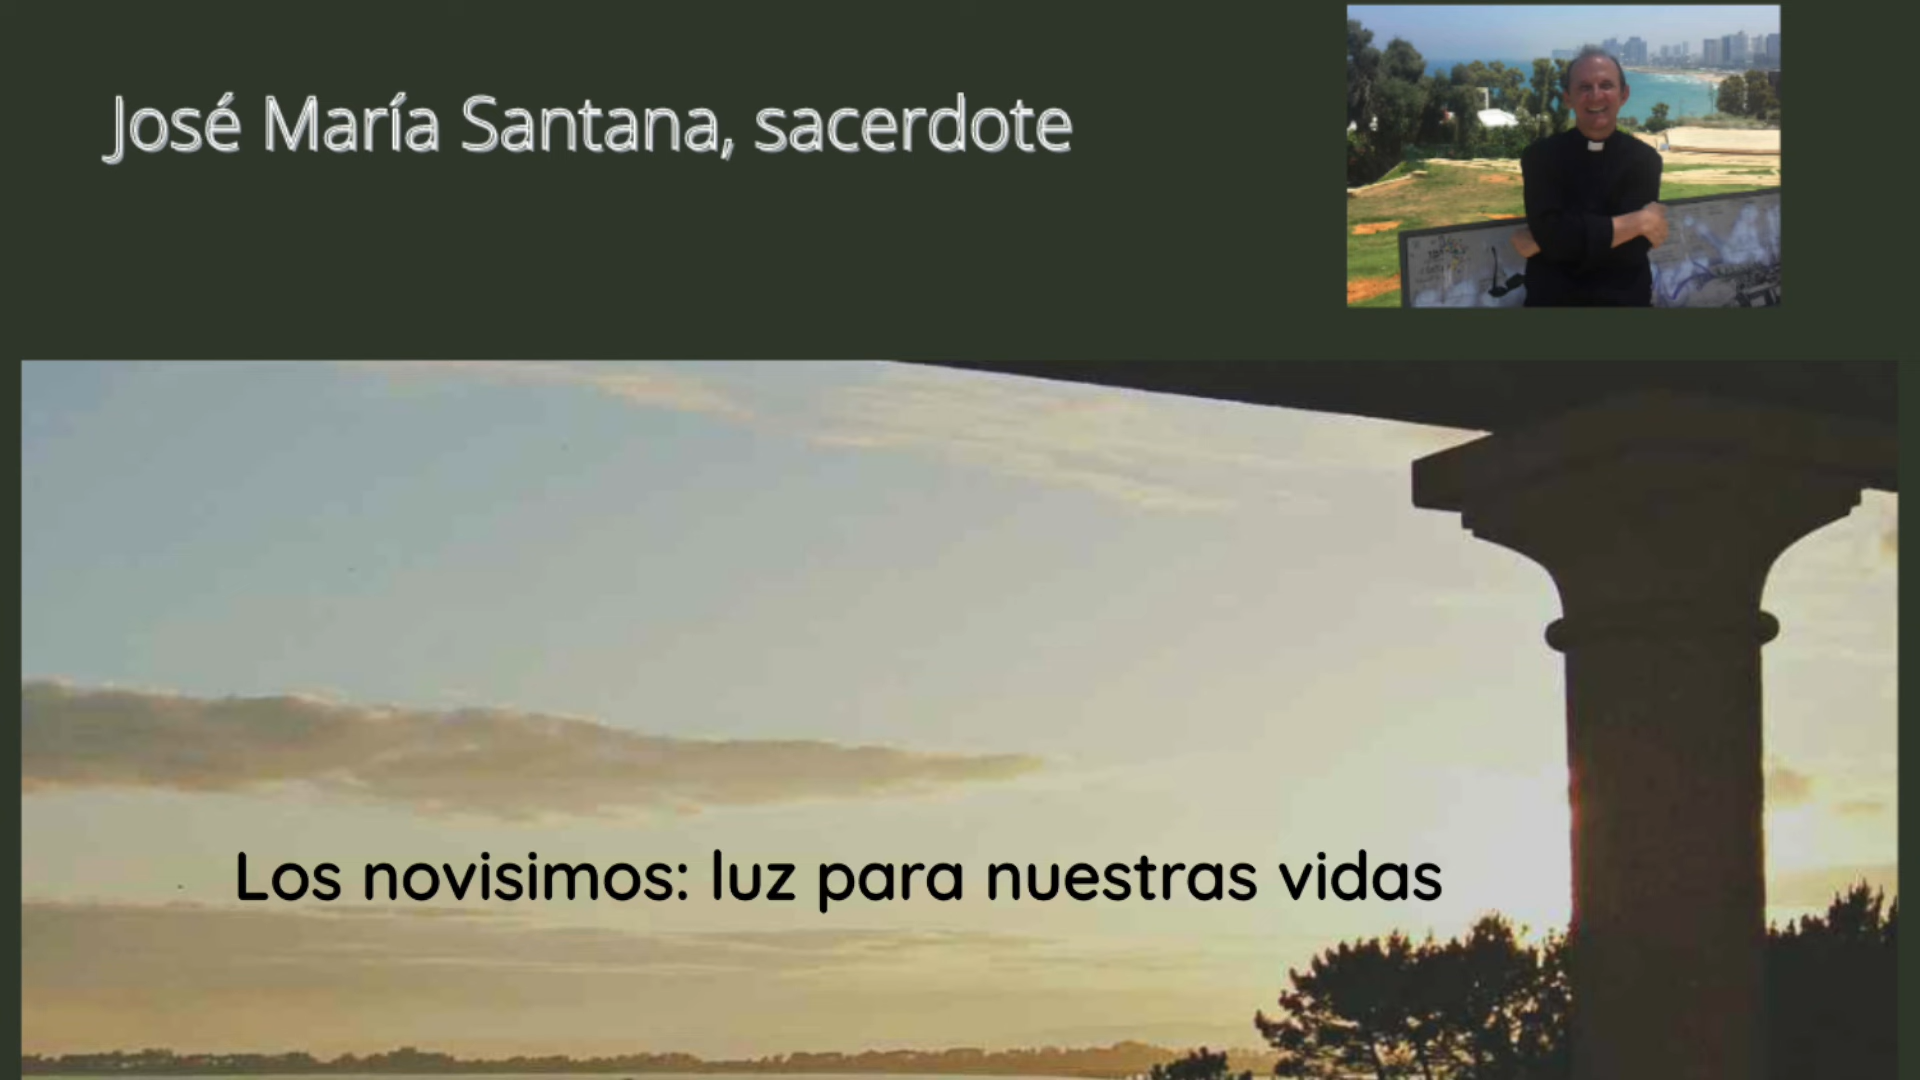 José María Santana, sacerdote
Los novisimos: luz para nuestras vidas